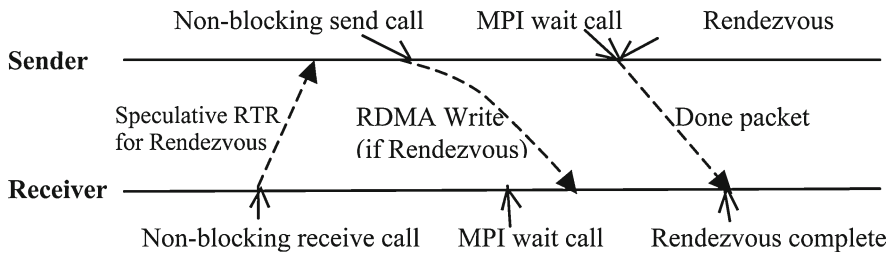 Non-blocking send call
MPI wait call
Rendezvous
Sender
Speculative RTR
for Rendezvous
RDMA Write
(if Rendezvous)
Done packet
Receiver
Non-blocking receive call
MPI wait call
Rendezvous complete